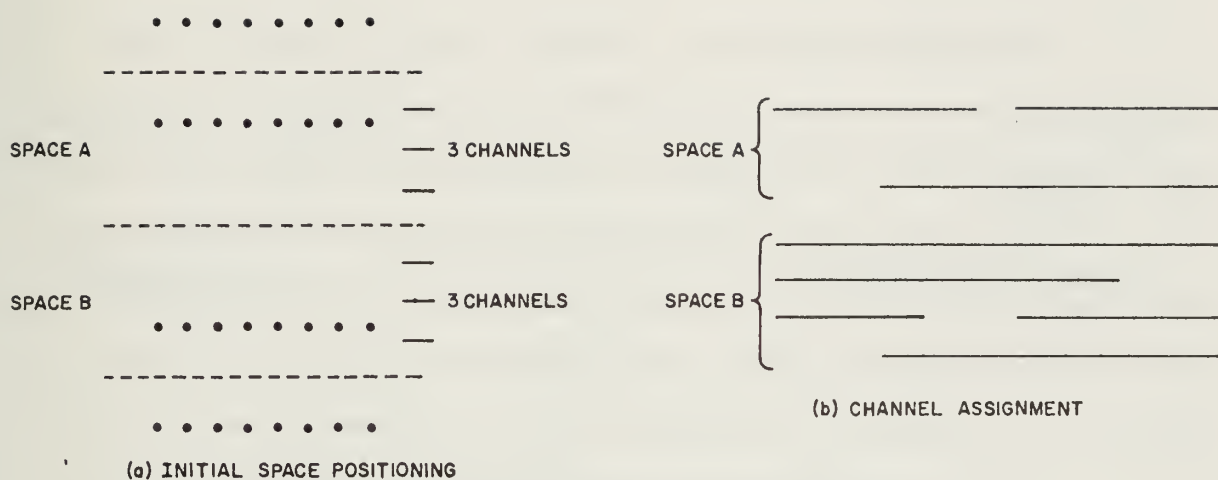 SPACE A
3 CHANNELS
SPACE B
3 CHANNELS
(a) INITIAL SPACE POSITIONING
SPACE A
SPACE B
(b) CHANNEL ASSIGNMENT